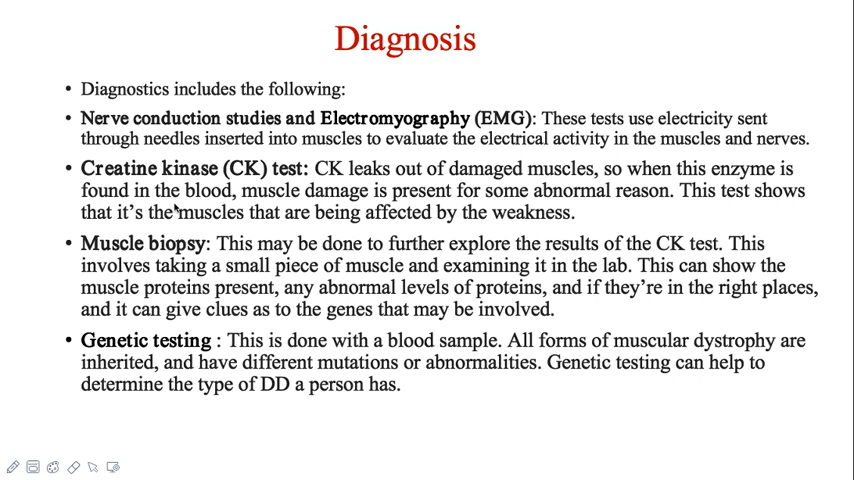 Diagnosis
• Diagnostics includes the following:
• Nerve conduction studies and Electromyography (EMG): These tests use electricity sent
through needles inserted into muscles to evaluate the electrical activity in the muscles and nerves.
• Creatine kinase (CK) test: CK leaks out of damaged muscles, so when this enzyme is
found in the blood, muscle damage is present for some abnormal reason. This test shows
that it's the muscles that are being affected by the weakness.
• Muscle biopsy: This may be done to further explore the results of the CK test. This
involves taking a small piece of muscle and examining it in the lab. This can show the
muscle proteins present, any abnormal levels of proteins, and if they're in the right places,
and it can give clues as to the genes that may be involved.
• Genetic testing : This is done with a blood sample. All forms of muscular dystrophy are
inherited, and have different mutations or abnormalities. Genetic testing can help to
determine the type of DD a person has.